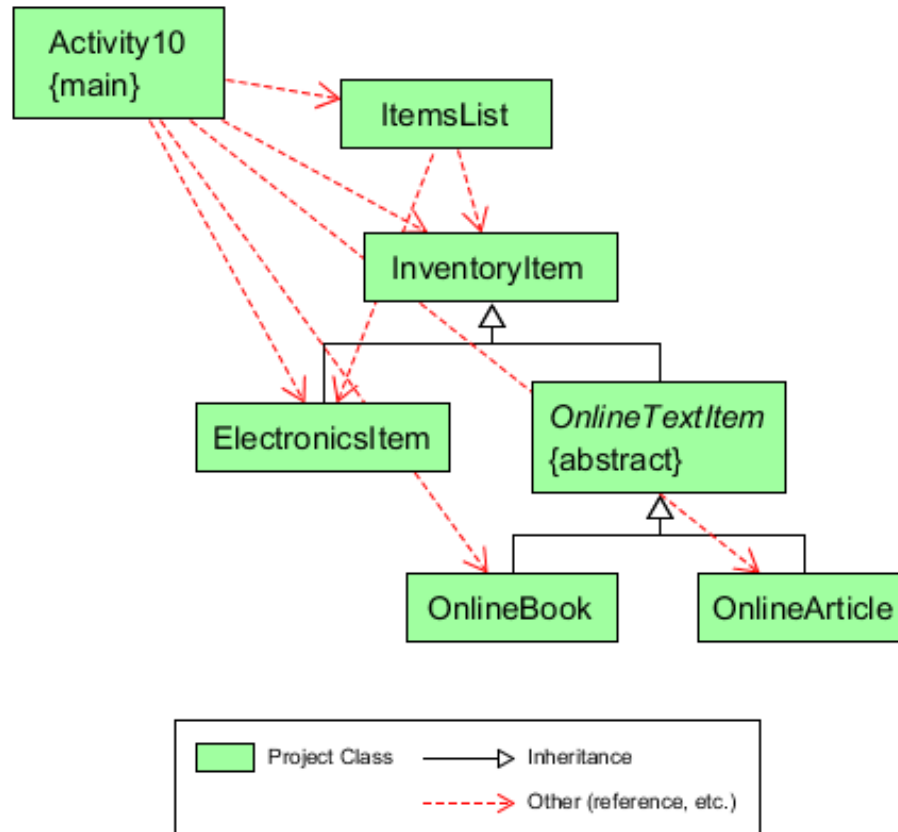 Activity10
{main}
ItemsList
InventoryItem
ElectronicsItem
OnlineTextItem
{abstract}
OnlineBook
OnlineArticle
Project Class
Inheritance
Other (reference, etc.)